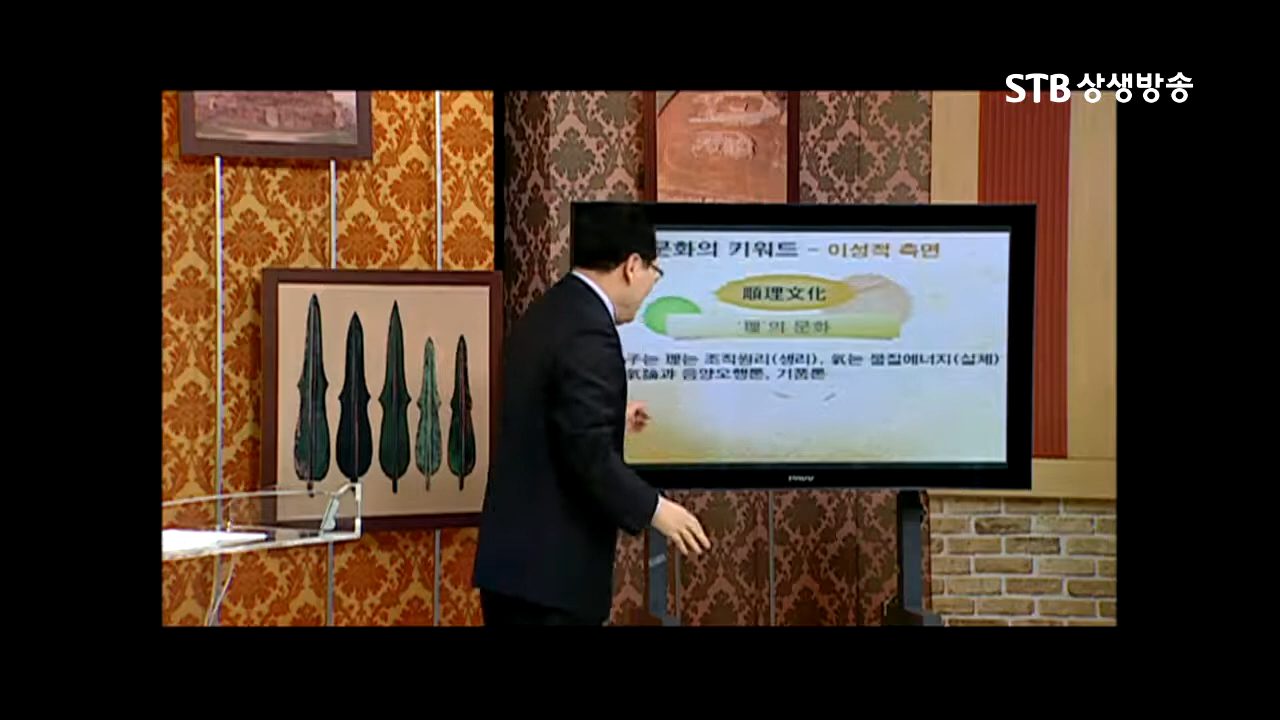 STB 상생방송
문화의 키워드 - 이성적 측면
順理文化
'理'의 문화
子는 理는 조직원리(생리), 氣는 물질에너지(실체)
氣論과 음양오행론, 기품론